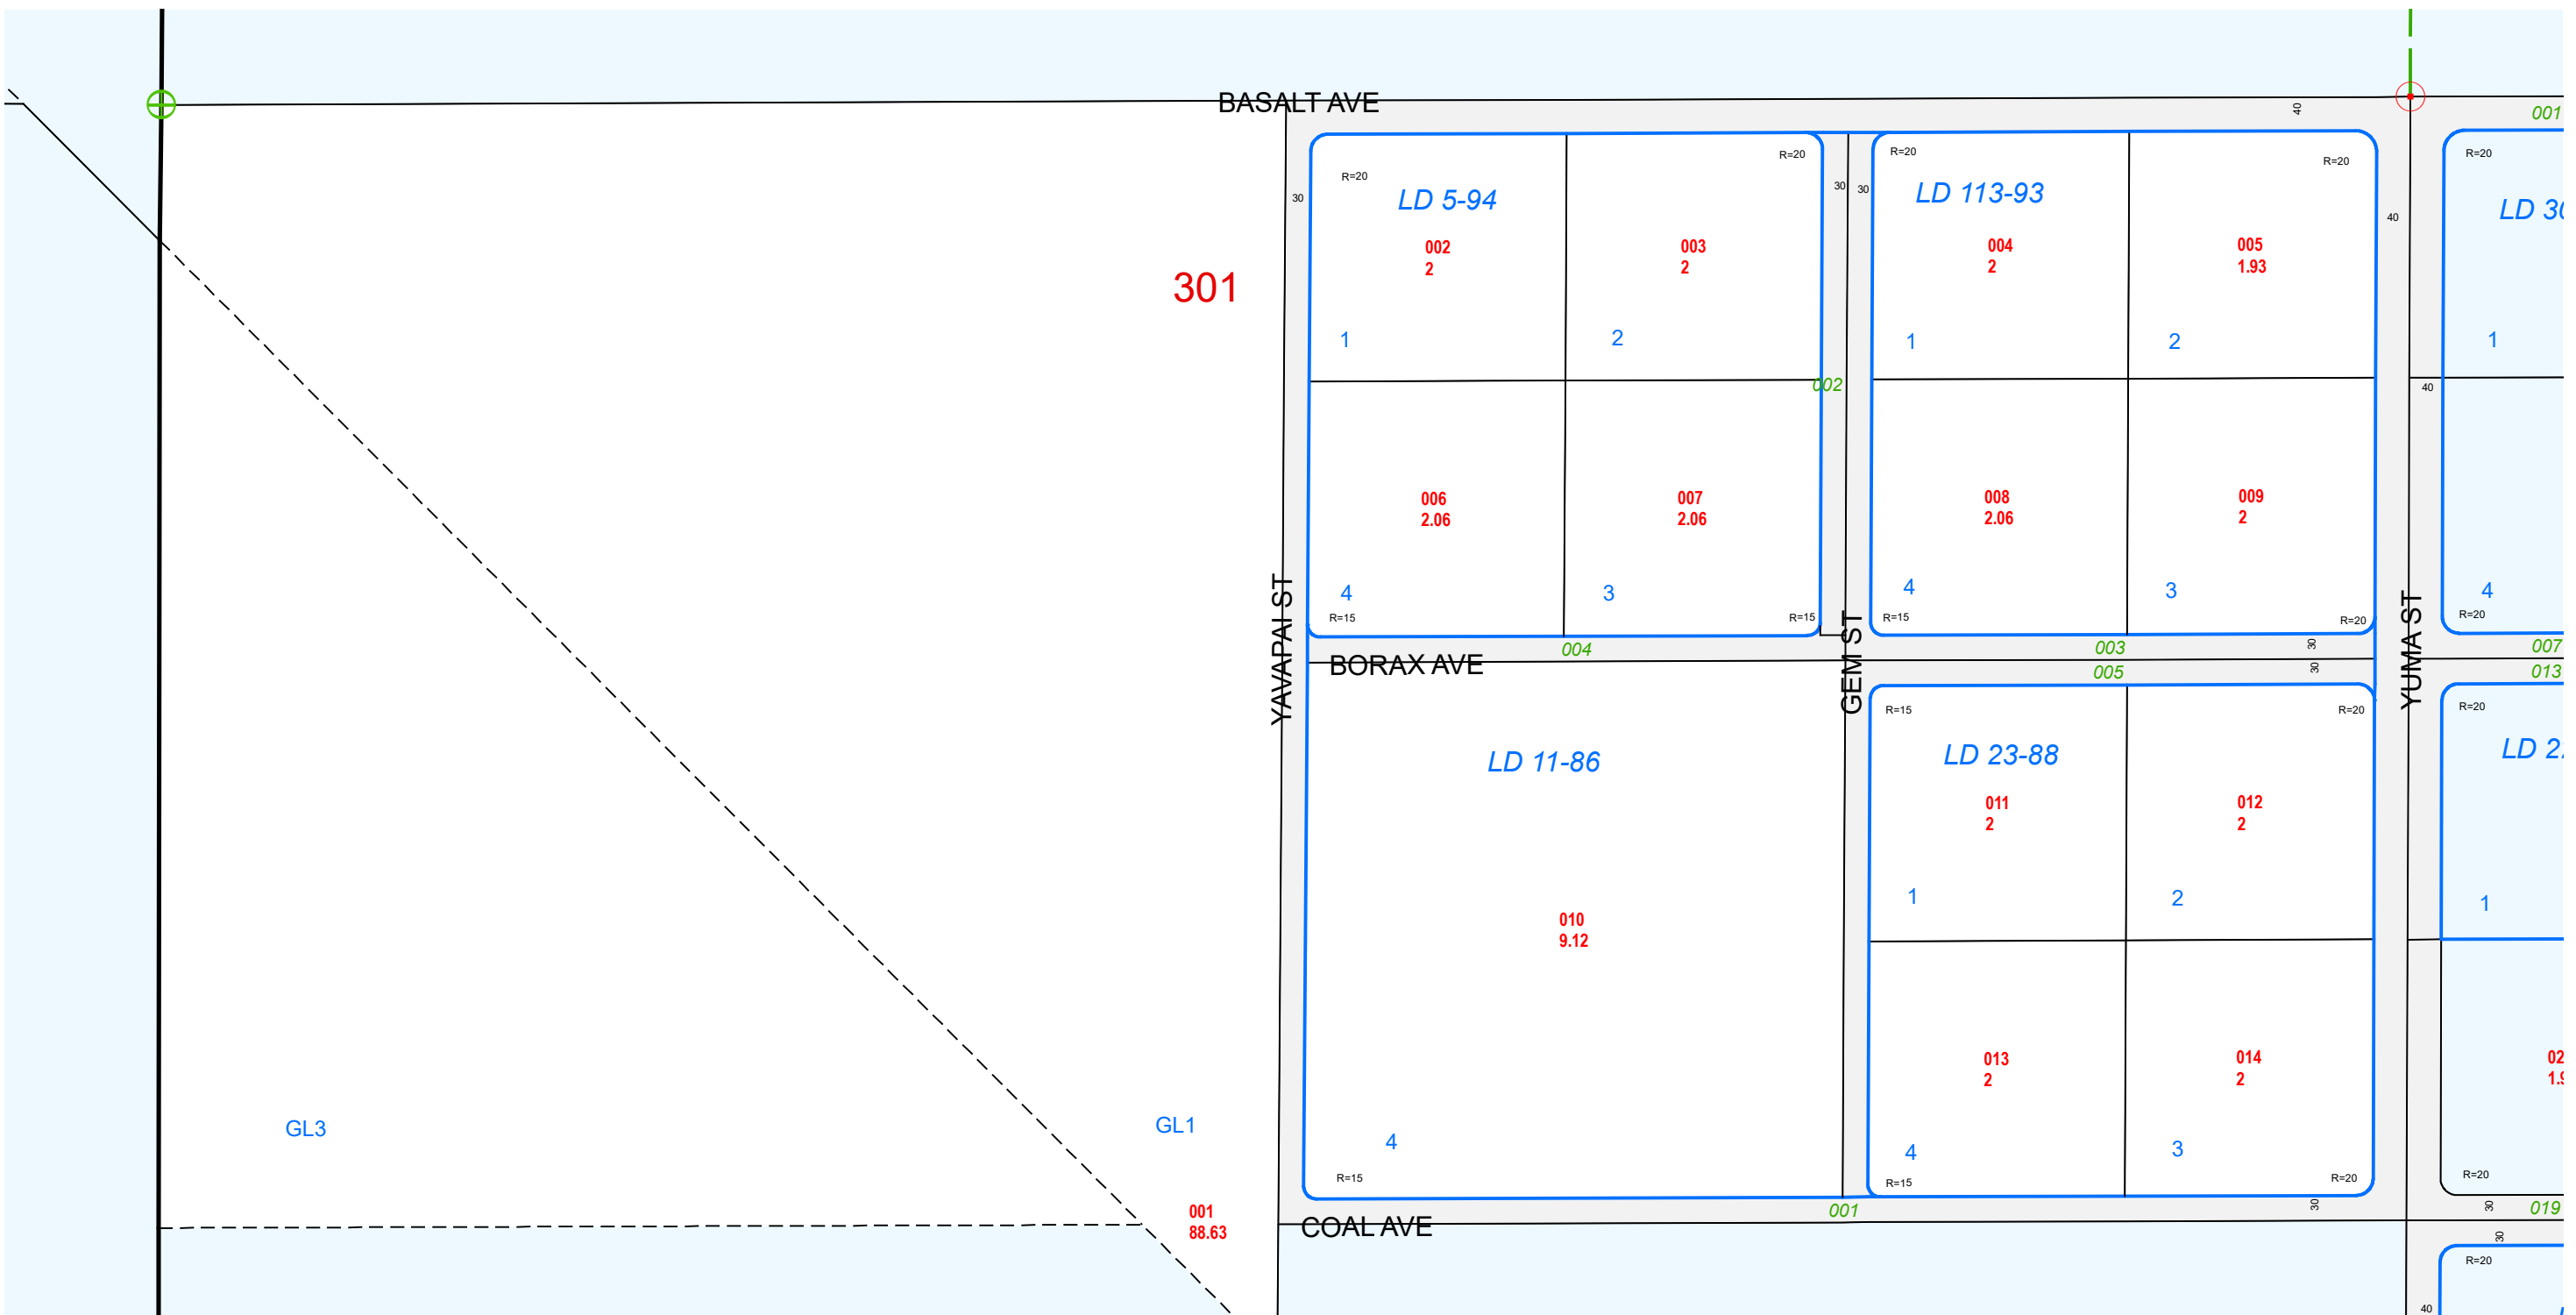 BASALT AVE
40
001
R=20
R=20
R=20
R=20
R=20
30
LD 5-94
30
30
LD 113-93
40
LD 30
301
002
2
003
2
004
2
005
1.93
1
2
1
2
1
002
40
006
2.06
007
2.06
008
2.06
009
2
4
3
4
3
4
R=15
R=15
R=15
R=20
R=20
YAVAPAI ST
GEM ST
YUMA ST
004
003
30
007
BORAX AVE
005
30
013
R=15
R=20
R=20
LD 11-86
LD 23-88
011
2
012
2
1
2
1
010
9.12
013
2
014
2
GL3
GL1
4
4
3
R=15
R=15
R=20
R=20
001
88.63
001
30
30
019
COAL AVE
30
R=20
40